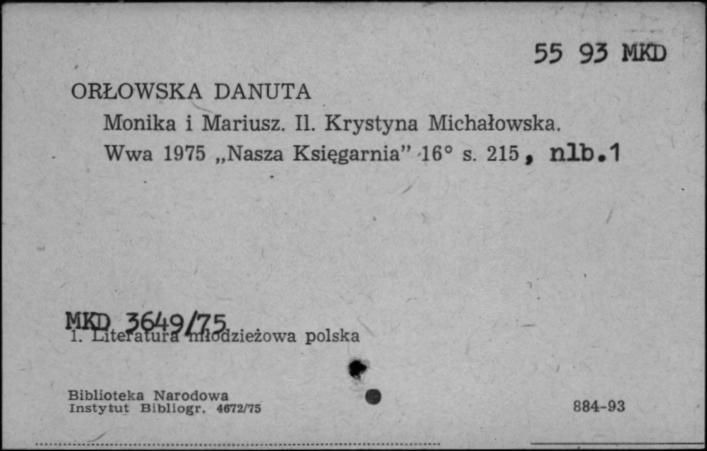 55 93 MKD
ORŁOWSKA DANUTA
Monika i Mariusz. Il. Krystyna Michałowska.
Wwa 1975 „Nasza Księgarnia” 16° s. 215, nlb.1
MKD 3649/75
1. Literatura młodzieżowa polska
Biblioteka Narodowa
Instytut Bibliogr. 4672/75
884-93